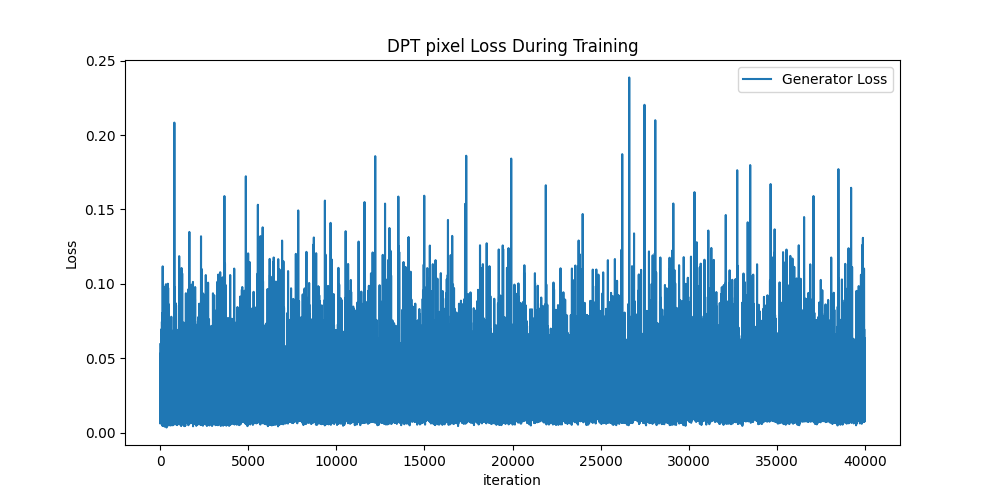 DPT pixel Loss During Training
Generator Loss
0.25
0.20
0.15
0.10
0.05
0.00
Loss
0 5000 10000 15000 20000 25000 30000 35000 40000
iteration